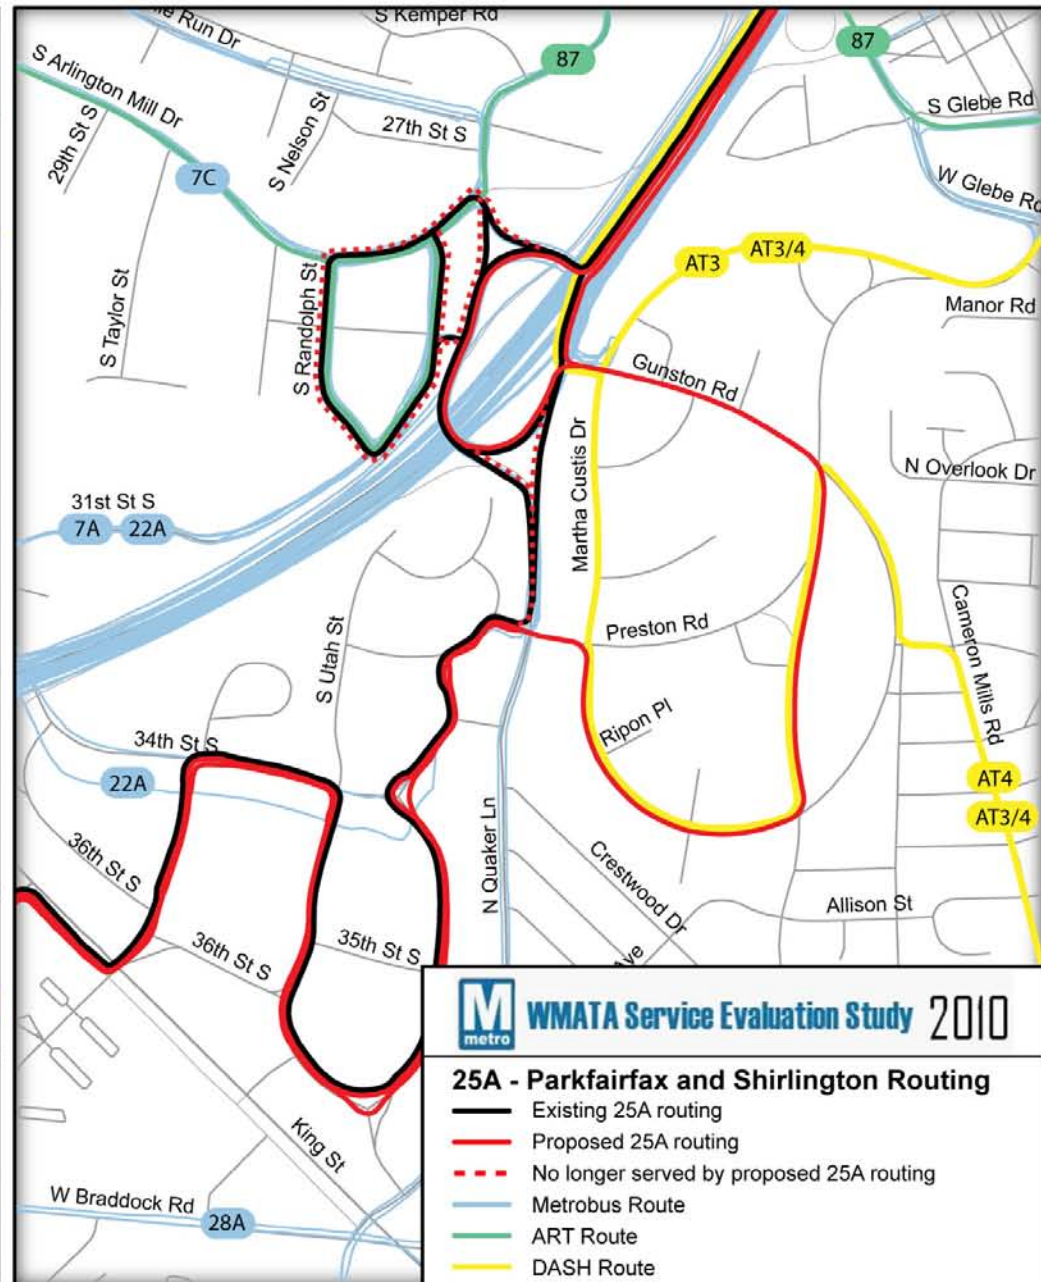 Run Dr
S Kemper Rd
87
87
S Arlington Mill Dr
S Glebe Rd
29th St S
S Nelson St
27th St S
7C
W Glebe Rd
AT3
AT3/4
S Taylor St
S Randolph St
Manor Rd
Gunston Rd
Martha Custis Dr
N Overlook Dr
31st St S
7A
22A
Cameron Mills Rd
Preston Rd
S Utah St
Ripon Pl
34th St S
22A
AT4
AT3/4
N Quaker Ln
36th St S
Crestwood Dr
Allison St
36th St S
35th St S
Ave
M
metro
WMATA Service Evaluation Study 2010
25A - Parkfairfax and Shirlington Routing
Existing 25A routing
Proposed 25A routing
No longer served by proposed 25A routing
Metrobus Route
ART Route
DASH Route
King St
W Braddock Rd
28A